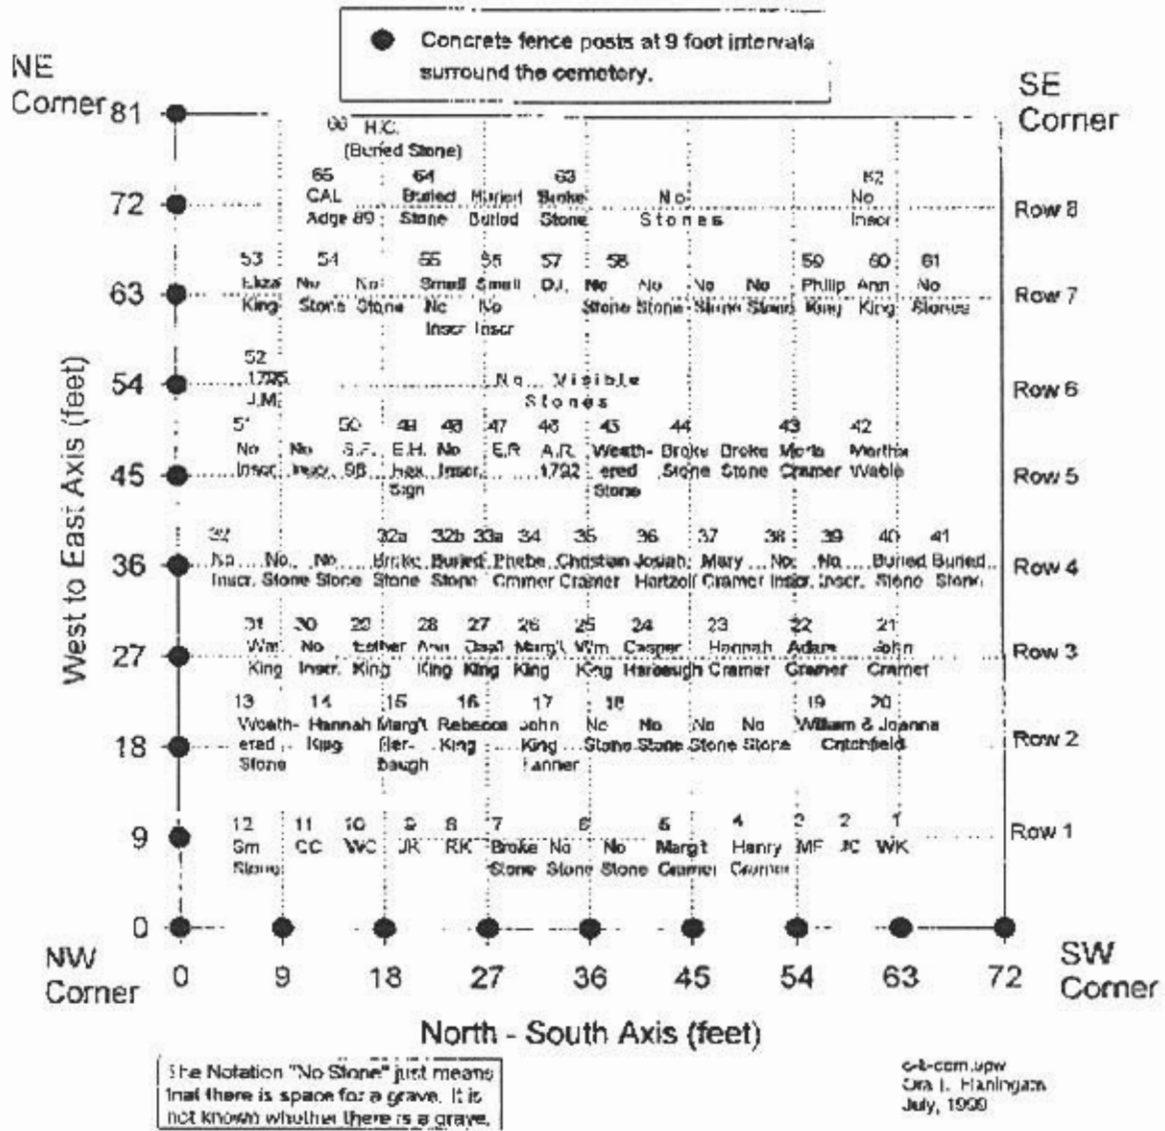 Concrete fence posts at 9 foot intervals
surround the cemetery.
NE
Corner
SE
Corner
81
66 H.C.
(Buried Stone)
65 64 63 62
CAL Buried Buried Broke No No
72 Row 8
Adge 89 Stone Buried Stone Stones Inscr
53 54 55 56 57 58 59 60 61
Eliza No No Small Small D.I. No No No No Philip Ann No
63 Row 7
King Stone Stone No No Stone Stone Stone Stone King King Stones
Inscr Inscr
52
1795 No Visible
54 Row 6
J.M. Stones
51 50 49 48 47 46 45 44 43 42
No No S.F. E.H. No E.R A.R. Weath- Broke Broke Martha
Inscr Inscr. 98 Hex Inscr. 1792 ered Stone Stone Cramer
45 Row 5
Sign Stone
32 32a 32b 33a 34 35 36 37 38 39 40 41
No No No Broke Buried Phebe Christian Josiah Mary No No Buried Buried
36 Row 4
Inscr. Stone Stone Stone Stone Cramer Cramer Hartzell Cramer Inscr. Inscr. Stone Stone
31 30 29 28 27 26 25 24 23 22 21
Wm. No Esther Ann Marg't Wm Casper Hannah Adam John
27 Row 3
King Inscr. King King King King King Harbaugh Cramer Cramer Cramer
13 14 15 16 17 18 19 20
Weath- Hannah Marg't Rebecca John No No No No William & Joanna
ered King King King Stone Stone Stone Stone Critchfield
18 Row 2
Stone baugh Tanner
12 11 10 9 8 7 6 5 4 3 2 1
9 Row 1
Sm CC WC JK RK Broke No No Marg't Henry MF JC WK
Stone Stone Stone Stone Cramer Cramer
0
West to East Axis (feet)
NW
Corner
0 9 18 27 36 45 54 63 72
SW
Corner
North - South Axis (feet)
The Notation "No Stone" just means
that there is space for a grave. It is
not known whether there is a grave.
July, 1999